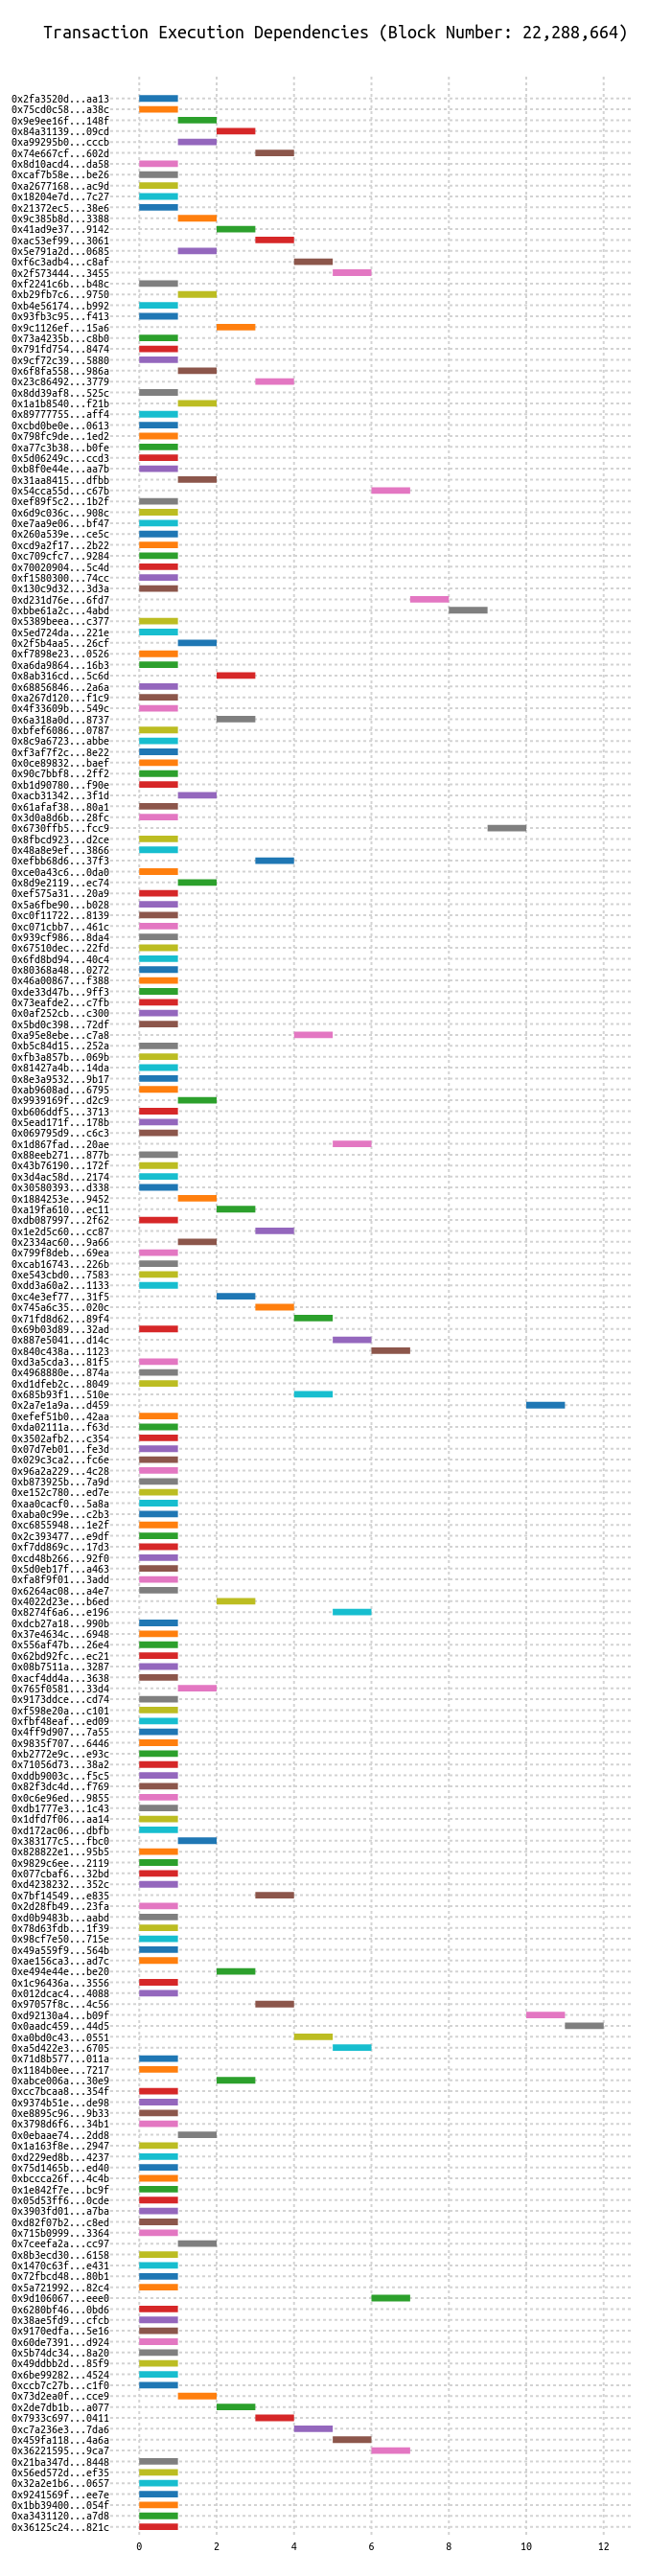 Transaction Execution Dependencies (Block Number: 22,288,664)
0x2fa3520d...aa13
0x75cd0c58...a38c
0x9e9ee16f...148f
0x84a31139...09cd
0xa99295b0...cccb
0x74e667cf...602d
0x8d10acd4...da58
0xcaf7b58e...be26
0xa2677168...ac9d
0x18204e7d...7c27
0x21372ec5...38e6
0x9c385b8d...3388
0x41ad9e37...9142
0xac53ef99...3061
0x5e791a2d...0685
0xf6c3adb4...c8af
0x2f573444...3455
0xf2241c6b...b48c
0xb29fb7c6...9750
0xb4e56174...b992
0x93fb3c95...f413
0x9c1126ef...15a6
0x73a4235b...c8b0
0x791fd754...8474
0x9cf72c39...5880
0x6f8fa558...986a
0x23c86492...3779
0x8dd39af8...525c
0x1a1b8540...f21b
0x89777755...aff4
0xcbd0be0e...0613
0x798fc9de...1ed2
0xa77c3b38...b0fe
0x5d06249c...ccd3
0xb8f0e44e...aa7b
0x31aa8415...dfbb
0x54cca55d...c67b
0xef89f5c2...1b2f
0x6d9c036c...908c
0xe7aa9e06...bf47
0x260a539e...ce5c
0xcd9a2f17...2b22
0xc709cfc7...9284
0x70020904...5c4d
0xf1580300...74cc
0x130c9d32...3d3a
0xd231d76e...6fd7
0xbbe61a2c...4abd
0x5389beea...c377
0x5ed724da...221e
0x2f5b4aa5...26cf
0xf7898e23...0526
0xa6da9864...16b3
0x8ab316cd...5c6d
0x68856846...2a6a
0xa267d120...f1c9
0x4f33609b...549c
0x6a318a0d...8737
0xbfef6086...0787
0x8c9a6723...abbe
0xf3af7f2c...8e22
0x0ce89832...baef
0x90c7bbf8...2ff2
0xb1d90780...f90e
0xacb31342...3f1d
0x61afaf38...80a1
0x3d0a8d6b...28fc
0x6730ffb5...fcc9
0x8fbcd923...d2ce
0x48a8e9ef...3866
0xefbb68d6...37f3
0xce0a43c6...0da0
0x8d9e2119...ec74
0xef575a31...20a9
0x5a6fbe90...b028
0xc0f11722...8139
0xc071cbb7...461c
0x939cf986...8da4
0x67510dec...22fd
0x6fd8bd94...40c4
0x80368a48...0272
0x46a00867...f388
0xde33d47b...9ff3
0x73eafde2...c7fb
0x0af252cb...c300
0x5bd0c398...72df
0xa95e8ebe...c7a8
0xb5c84d15...252a
0xfb3a857b...069b
0x81427a4b...14da
0x8e3a9532...9b17
0xab9608ad...6795
0x9939169f...d2c9
0xb606ddf5...3713
0x5ead171f...178b
0x069795d9...c6c3
0x1d867fad...20ae
0x88eeb271...877b
0x43b76190...172f
0x3d4ac58d...2174
0x30580393...d338
0x1884253e...9452
0xa19fa610...ec11
0xdb087997...2f62
0x1e2d5c60...cc87
0x2334ac60...9a66
0x799f8deb...69ea
0xcab16743...226b
0xe543cbd0...7583
0xdd3a60a2...1133
0xc4e3ef77...31f5
0x745a6c35...020c
0x71fd8d62...89f4
0x69b03d89...32ad
0x887e5041...d14c
0x840c438a...1123
0xd3a5cda3...81f5
0x4968880e...874a
0xd1dfeb2c...8049
0x685b93f1...510e
0x2a7e1a9a...d459
0xefef51b0...42aa
0xda02111a...f63d
0x3502afb2...c354
0x07d7eb01...fe3d
0x029c3ca2...fc6e
0x96a2a229...4c28
0xb873925b...7a9d
0xe152c780...ed7e
0xaa0cacf0...5a8a
0xaba0c99e...c2b3
0xc6855948...1e2f
0x2c393477...e9df
0xf7dd869c...17d3
0xcd48b266...92f0
0x5d0eb17f...a463
0xfa8f9f01...3add
0x6264ac08...a4e7
0x4022d23e...b6ed
0x8274f6a6...e196
0xdcb27a18...990b
0x37e4634c...6948
0x556af47b...26e4
0x62bd92fc...ec21
0x08b7511a...3287
0xacf4dd4a...3638
0x765f0581...33d4
0x9173ddce...cd74
0xf598e20a...c101
0xfbf48eaf...ed09
0x4ff9d907...7a55
0x9835f707...6446
0xb2772e9c...e93c
0x71056d73...38a2
0xddb9003c...f5c5
0x82f3dc4d...f769
0x0c6e96ed...9855
0xdb1777e3...1c43
0x1dfd7f06...aa14
0xd172ac06...dbfb
0x383177c5...fbc0
0x828822e1...95b5
0x9829c6ee...2119
0x077cbaf6...32bd
0xd4238232...352c
0x7bf14549...e835
0x2d28fb49...23fa
0xd0b9483b...aabd
0x78d63fdb...1f39
0x98cf7e50...715e
0x49a559f9...564b
0xae156ca3...ad7c
0xe494e44e...be20
0x1c96436a...3556
0x012dcac4...4088
0x97057f8c...4c56
0xd92130a4...b09f
0x0aadc459...44d5
0xa0bd0c43...0551
0xa5d422e3...6705
0x71d8b577...011a
0x1184b0ee...7217
0xabce006a...30e9
0xcc7bcaa8...354f
0x9374b51e...de98
0xe8895c96...9b33
0x3798d6f6...34b1
0x0ebaae74...2dd8
0x1a163f8e...2947
0xd229ed8b...4237
0x75d1465b...ed40
0xbccca26f...4c4b
0x1e842f7e...bc9f
0x05d53ff6...0cde
0x3903fd01...a7ba
0xd82f07b2...c8ed
0x715b0999...3364
0x7ceefa2a...cc97
0x8b3ecd30...6158
0x1470c63f...e431
0x72fbcd48...80b1
0x5a721992...82c4
0x9d106067...eee0
0x6280bf46...0bd6
0x38ae5fd9...cfcb
0x9170edfa...5e16
0x60de7391...d924
0x5b74dc34...8a20
0x49ddbb2d...85f9
0x6be99282...4524
0xccb7c27b...c1f0
0x73d2ea0f...cce9
0x2de7db1b...a077
0x7933c697...0411
0xc7a236e3...7da6
0x459fa118...4a6a
0x36221595...9ca7
0x21ba347d...8448
0x56ed572d...ef35
0x32a2e1b6...0657
0x9241569f...ee7e
0x1bb39400...054f
0xa3431120...a7d8
0x36125c24...821c
0 2 4 6 8 10 12